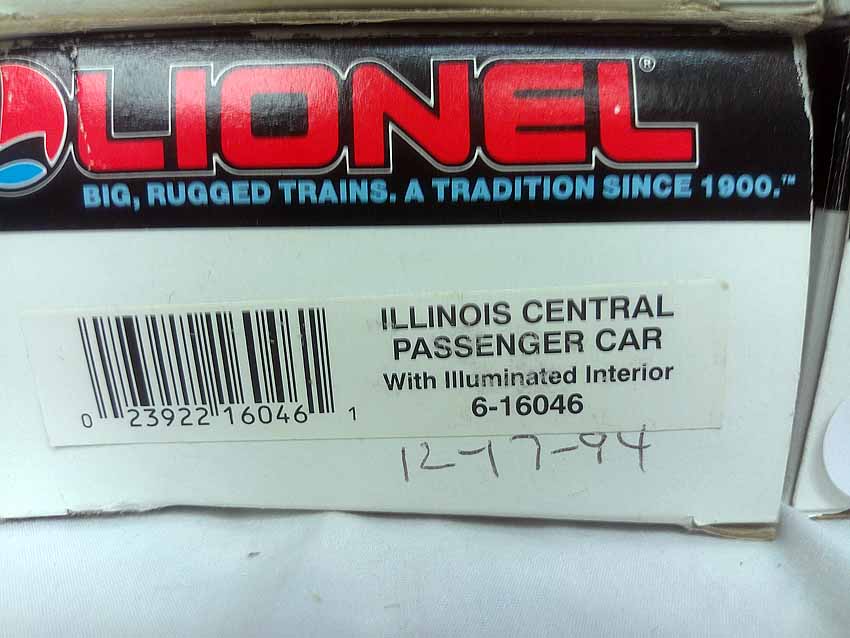 LIONEL®
BIG, RUGGED TRAINS. A TRADITION SINCE 1900.™
ILLINOIS CENTRAL
PASSENGER CAR
With Illuminated Interior
6-16046
0 23922 16046 1
12-17-94